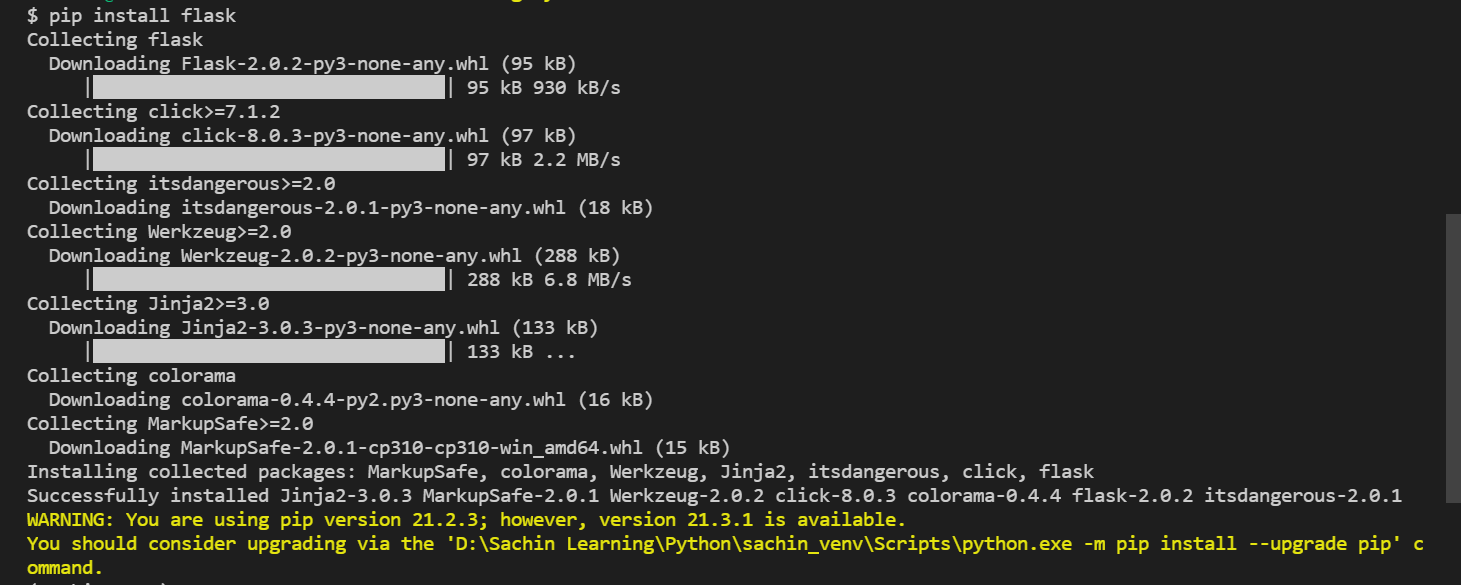 $ pip install flask
Collecting flask
  Downloading Flask-2.0.2-py3-none-any.whl (95 kB)
     |████████████████████████████████| 95 kB 930 kB/s
Collecting click>=7.1.2
  Downloading click-8.0.3-py3-none-any.whl (97 kB)
     |████████████████████████████████| 97 kB 2.2 MB/s
Collecting itsdangerous>=2.0
  Downloading itsdangerous-2.0.1-py3-none-any.whl (18 kB)
Collecting Werkzeug>=2.0
  Downloading Werkzeug-2.0.2-py3-none-any.whl (288 kB)
     |████████████████████████████████| 288 kB 6.8 MB/s
Collecting Jinja2>=3.0
  Downloading Jinja2-3.0.3-py3-none-any.whl (133 kB)
     |████████████████████████████████| 133 kB ...
Collecting colorama
  Downloading colorama-0.4.4-py2.py3-none-any.whl (16 kB)
Collecting MarkupSafe>=2.0
  Downloading MarkupSafe-2.0.1-cp310-cp310-win_amd64.whl (15 kB)
Installing collected packages: MarkupSafe, colorama, Werkzeug, Jinja2, itsdangerous, click, flask
Successfully installed Jinja2-3.0.3 MarkupSafe-2.0.1 Werkzeug-2.0.2 click-8.0.3 colorama-0.4.4 flask-2.0.2 itsdangerous-2.0.1
WARNING: You are using pip version 21.2.3; however, version 21.3.1 is available.
You should consider upgrading via the 'D:\Sachin Learning\Python\sachin_venv\Scripts\python.exe -m pip install --upgrade pip' c
ommand.